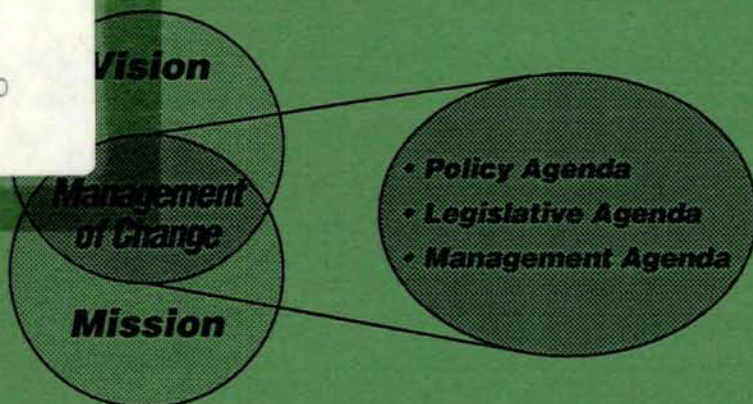 Vision
Management
of Change
Mission
• Policy Agenda
• Legislative Agenda
• Management Agenda